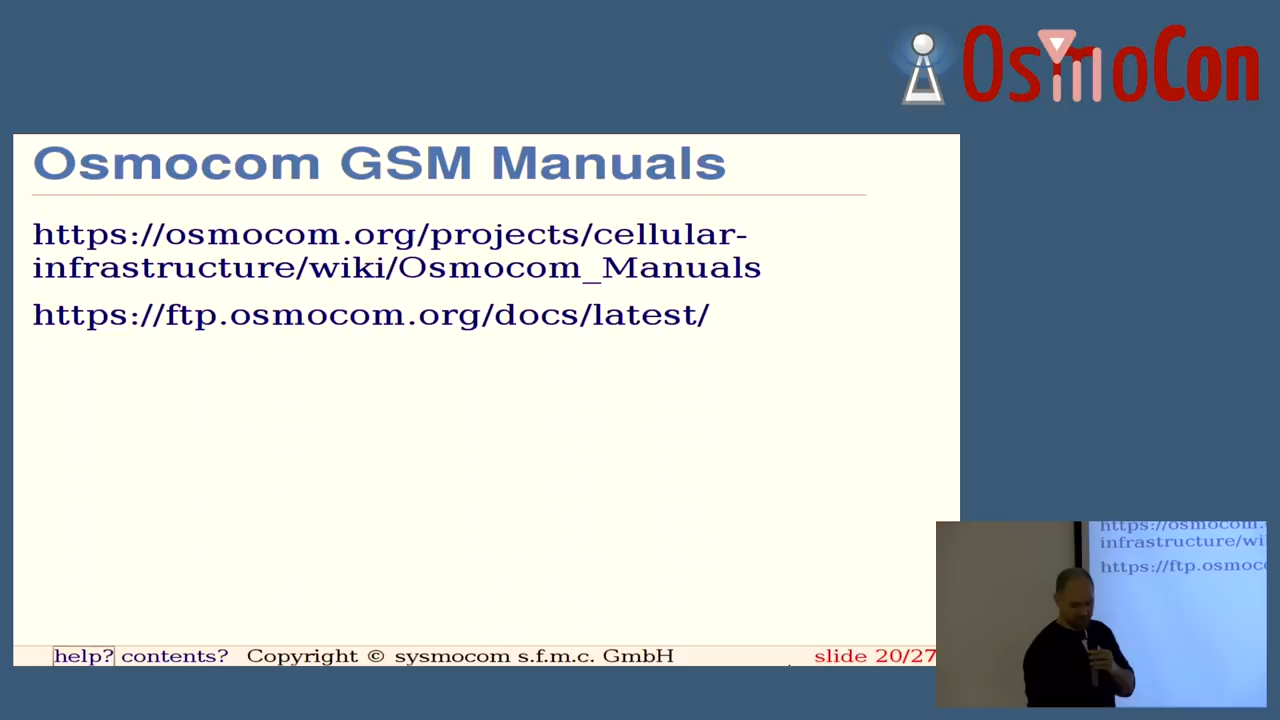 OsmoCon
Osmocom GSM Manuals
https://osmocom.org/projects/cellular-
infrastructure/wiki/Osmocom_Manuals
https://ftp.osmocom.org/docs/latest/
https://osmocom.
infrastructure/wi
https://ftp.osmoco
help? contents? Copyright © sysmocom s.f.m.c. GmbH slide 20/27